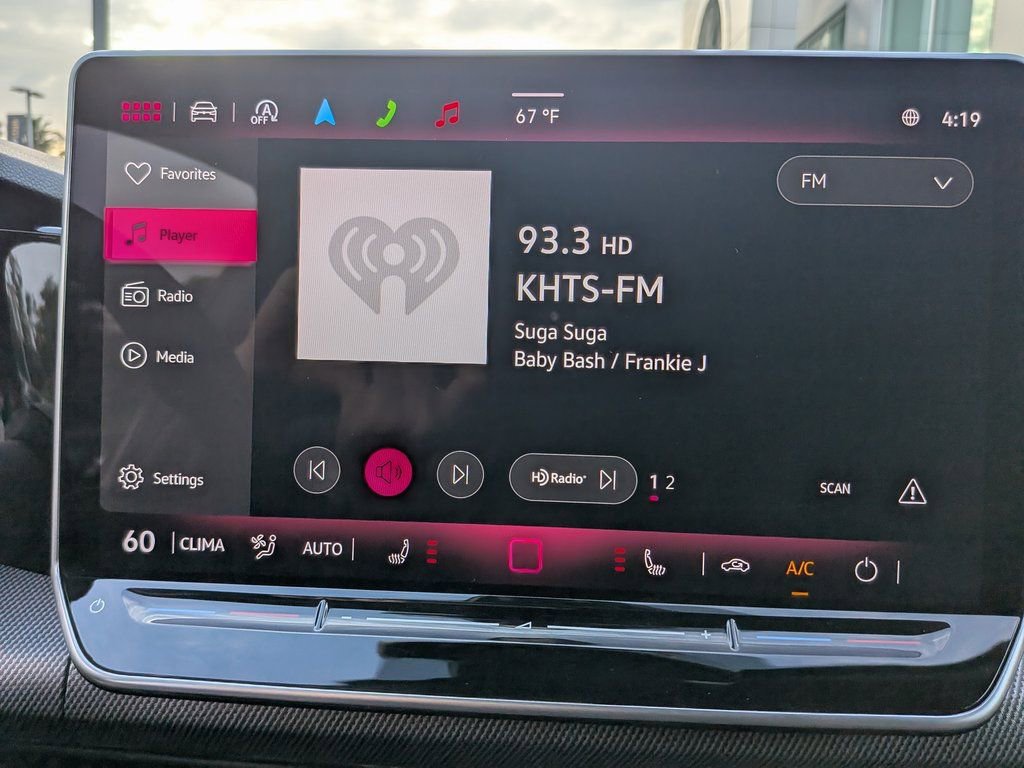 A
OFF
67 °F
4:19
Favorites
FM
Player
93.3 HD
KHTS-FM
Radio
Suga Suga
Baby Bash / Frankie J
Media
Settings
HD Radio
1 2
SCAN
60
CLIMA
AUTO
A/C
- +